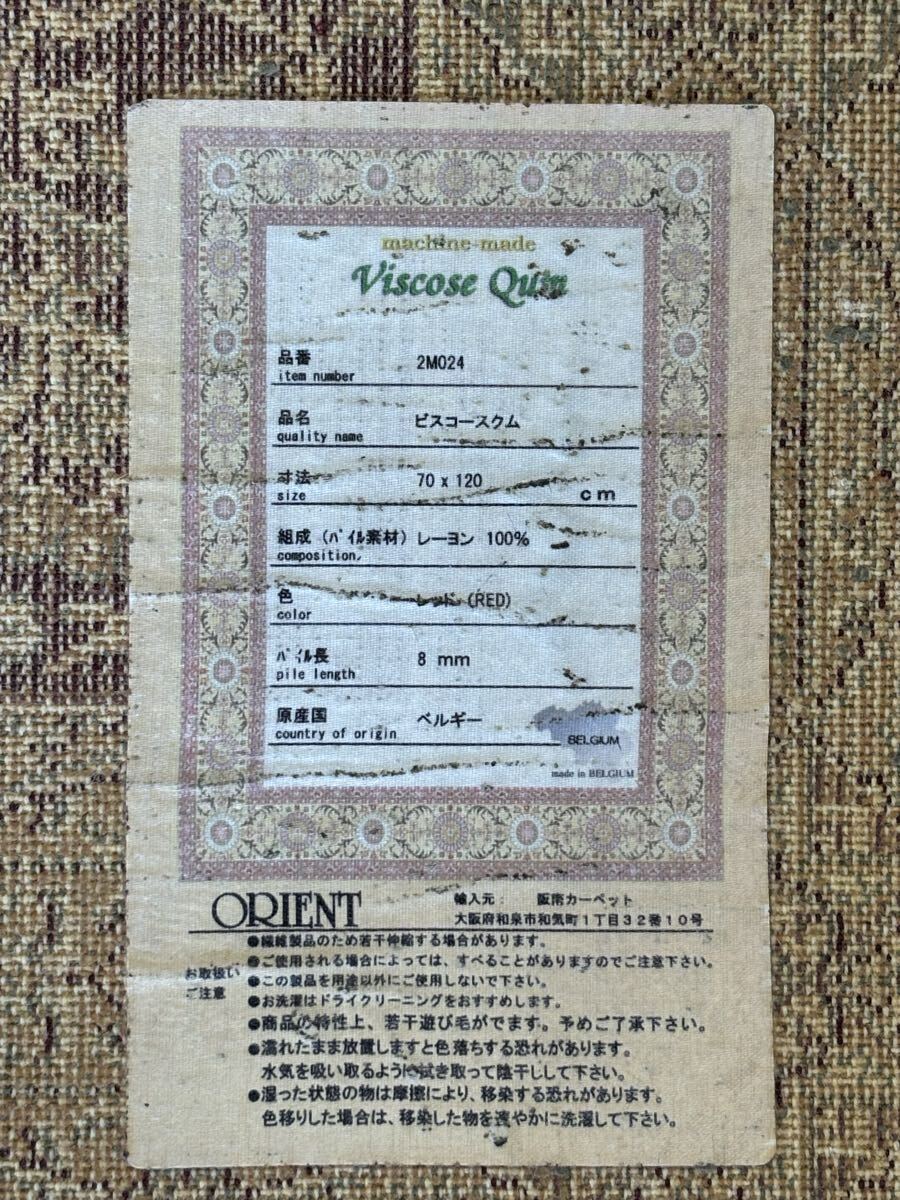 machine-made
Viscose Qum
品番 2M024
item number
品名 ビスコースクム
quality name
寸法 70 x 120
size cm
組成（ﾊﾟｲﾙ素材）レーヨン 100%
composition,
色 レッド（RED）
color
ﾊﾟｲﾙ長 8 mm
pile length
原産国 ベルギー
country of origin BELGIUM
made in BELGIUM
ORIENT 輸入元： 阪南カーペット
大阪府和泉市和気町１丁目３２番１０号
お取扱い
ご注意
●繊維製品のため若干伸縮する場合があります。
●ご使用される場合によっては、すべることがありますのでご注意下さい。
●この製品を用途以外にご使用しないで下さい。
●お洗濯はドライクリーニングをおすすめします。
●商品の特性上、若干遊び毛がでます。予めご了承下さい。
●濡れたまま放置しますと色落ちする恐れがあります。
水気を吸い取るように拭き取って陰干しして下さい。
●湿った状態の物は摩擦により、移染する恐れがあります。
色移りした場合は、移染した物を速やかに洗濯して下さい。